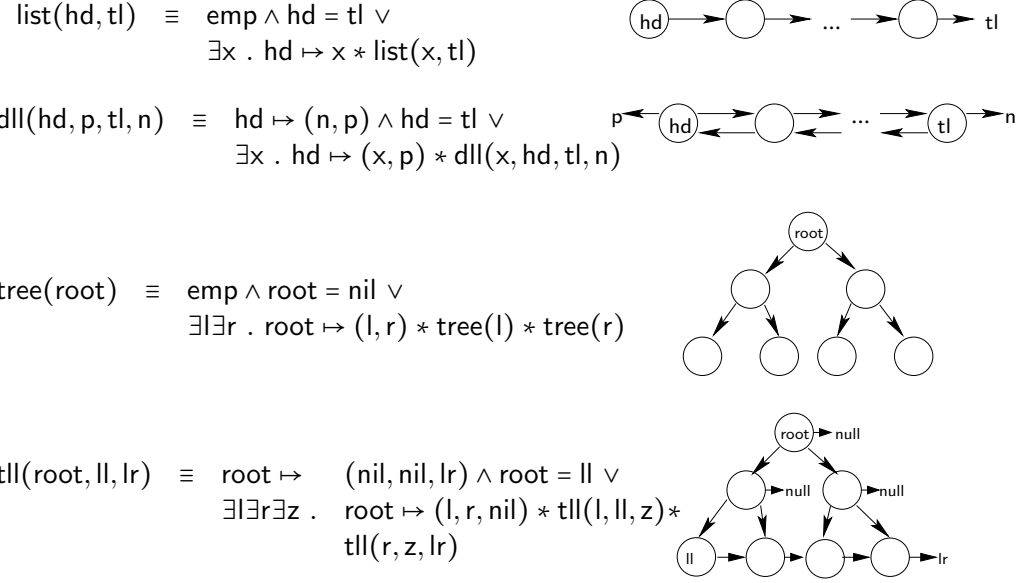 list(hd, tl) ≡ emp ∧ hd = tl ∨
∃x . hd ↦ x * list(x, tl)
hd ... tl
dll(hd, p, tl, n) ≡ hd ↦ (n, p) ∧ hd = tl ∨
∃x . hd ↦ (x, p) * dll(x, hd, tl, n)
p hd ... tl n
tree(root) ≡ emp ∧ root = nil ∨
∃l∃r . root ↦ (l, r) * tree(l) * tree(r)
root
tll(root, ll, lr) ≡ root ↦ (nil, nil, lr) ∧ root = ll ∨
∃l∃r∃z . root ↦ (l, r, nil) * tll(l, ll, z)*
tll(r, z, lr)
root null
null null
ll lr